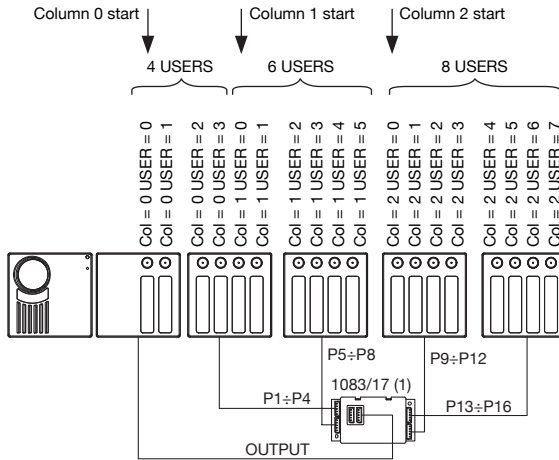 Column 0 start
Column 1 start
Column 2 start
4 USERS
6 USERS
8 USERS
Col = 0 USER = 0
Col = 0 USER = 1
Col = 0 USER = 2
Col = 0 USER = 3
Col = 1 USER = 0
Col = 1 USER = 1
Col = 1 USER = 2
Col = 1 USER = 3
Col = 1 USER = 4
Col = 1 USER = 5
Col = 2 USER = 0
Col = 2 USER = 1
Col = 2 USER = 2
Col = 2 USER = 3
Col = 2 USER = 4
Col = 2 USER = 5
Col = 2 USER = 6
Col = 2 USER = 7
P5÷P8
P9÷P12
1083/17 (1)
P1÷P4
P13÷P16
OUTPUT